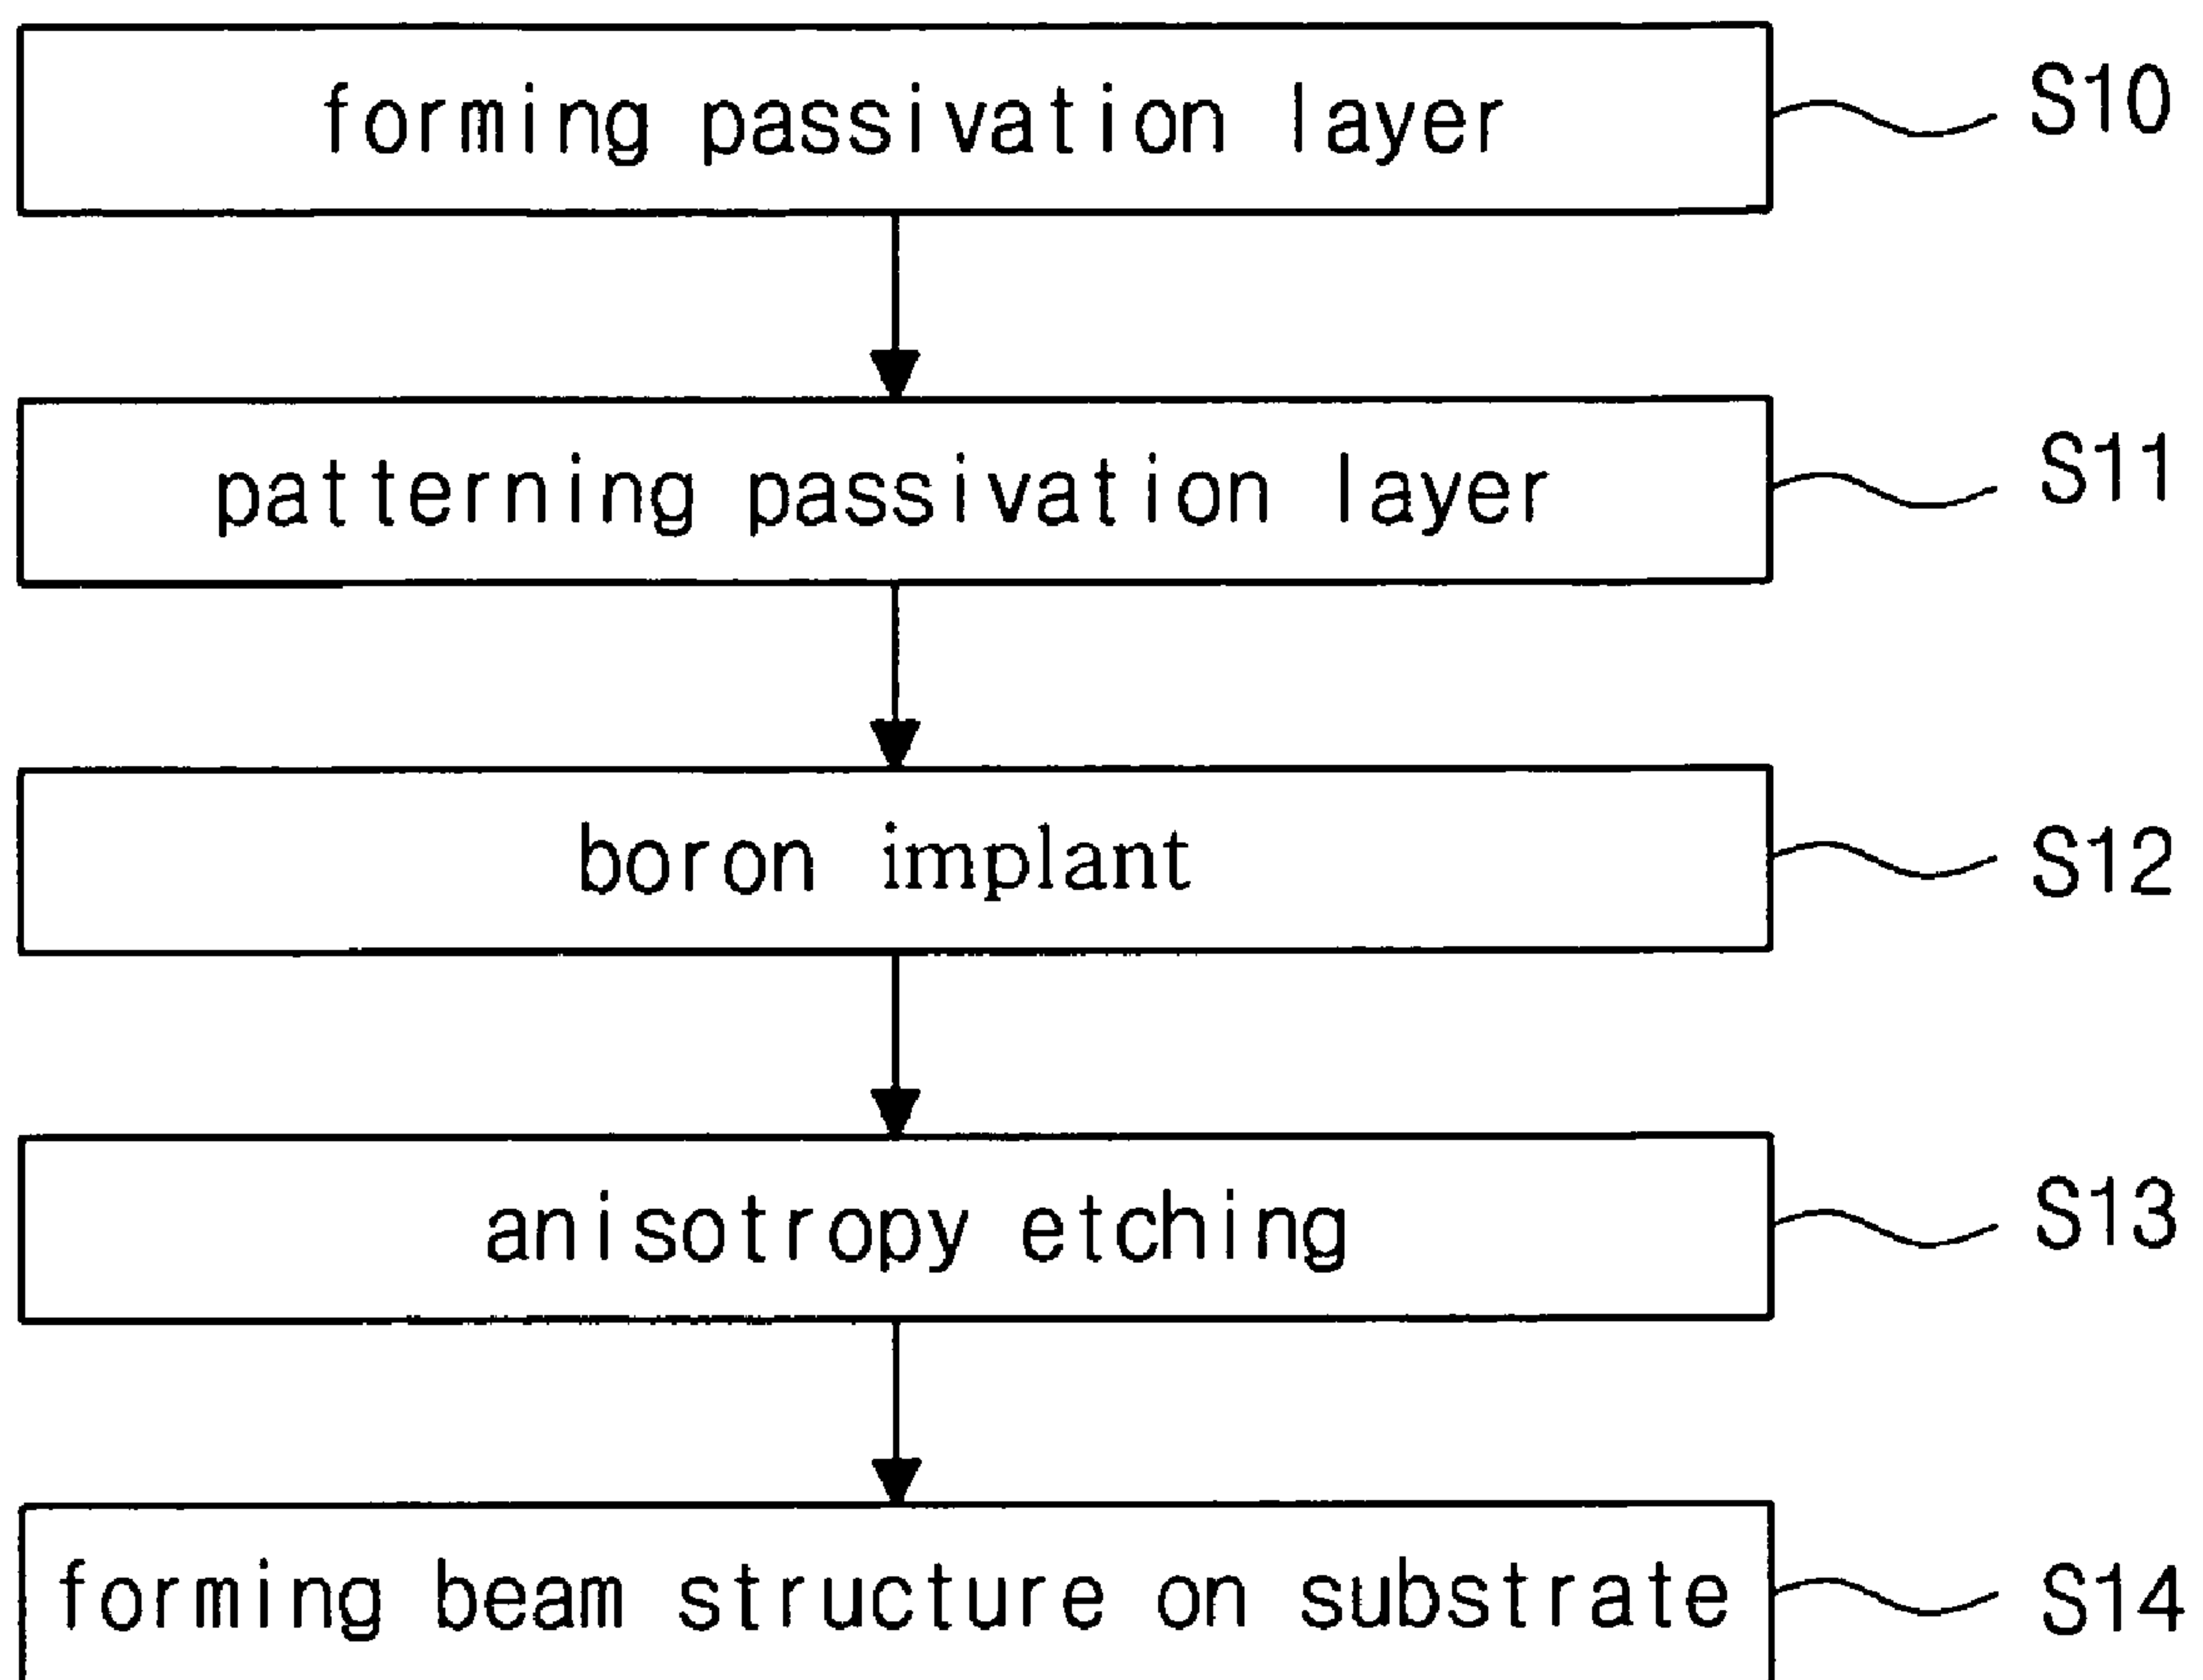 forming passivation layer S10
patterning passivation layer S11
boron implant S12
anisotropy etching S13
forming beam structure on substrate S14